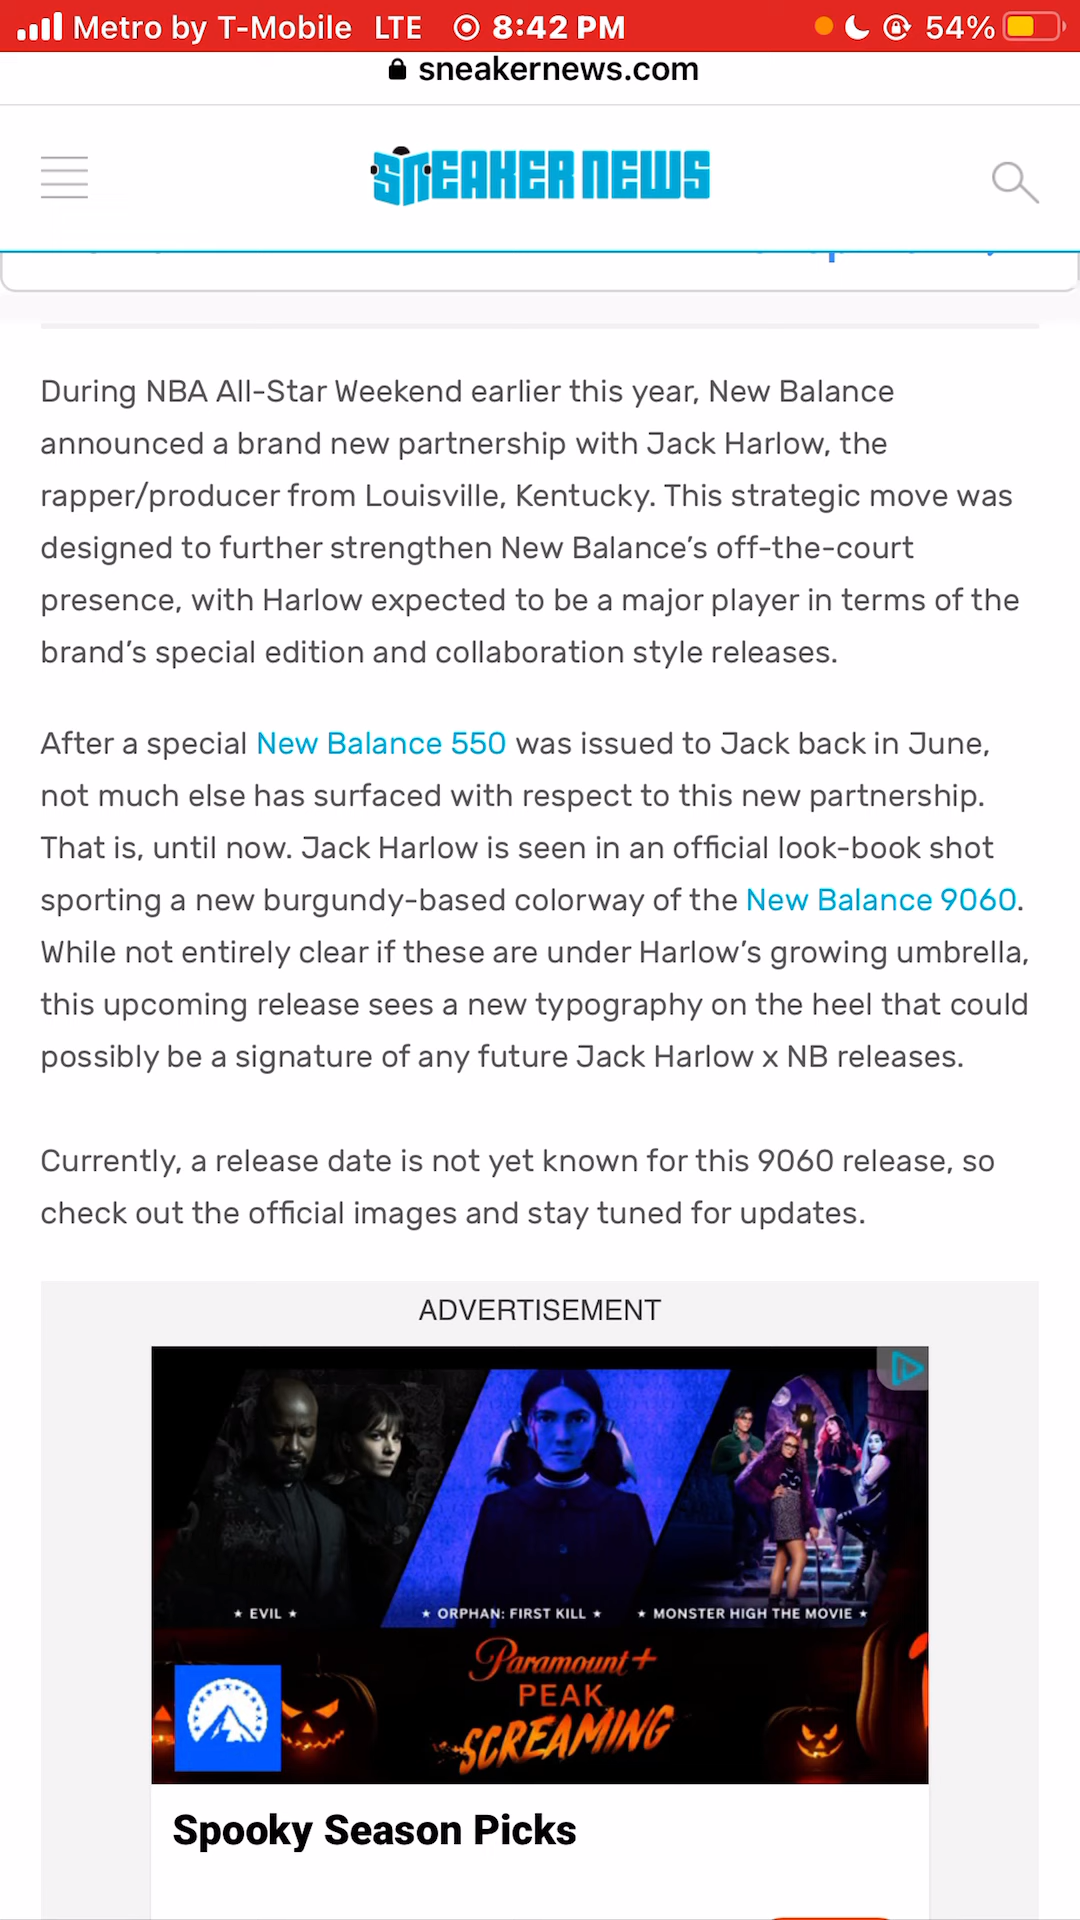 Metro by T-Mobile LTE 8:42 PM 54%
sneakernews.com
SNEAKER NEWS
During NBA All-Star Weekend earlier this year, New Balance
announced a brand new partnership with Jack Harlow, the
rapper/producer from Louisville, Kentucky. This strategic move was
designed to further strengthen New Balance’s off-the-court
presence, with Harlow expected to be a major player in terms of the
brand’s special edition and collaboration style releases.
After a special New Balance 550 was issued to Jack back in June,
not much else has surfaced with respect to this new partnership.
That is, until now. Jack Harlow is seen in an official look-book shot
sporting a new burgundy-based colorway of the New Balance 9060.
While not entirely clear if these are under Harlow’s growing umbrella,
this upcoming release sees a new typography on the heel that could
possibly be a signature of any future Jack Harlow x NB releases.
Currently, a release date is not yet known for this 9060 release, so
check out the official images and stay tuned for updates.
ADVERTISEMENT
★ EVIL ★ ★ ORPHAN: FIRST KILL ★ ★ MONSTER HIGH THE MOVIE ★
Paramount+
PEAK
SCREAMING
Spooky Season Picks